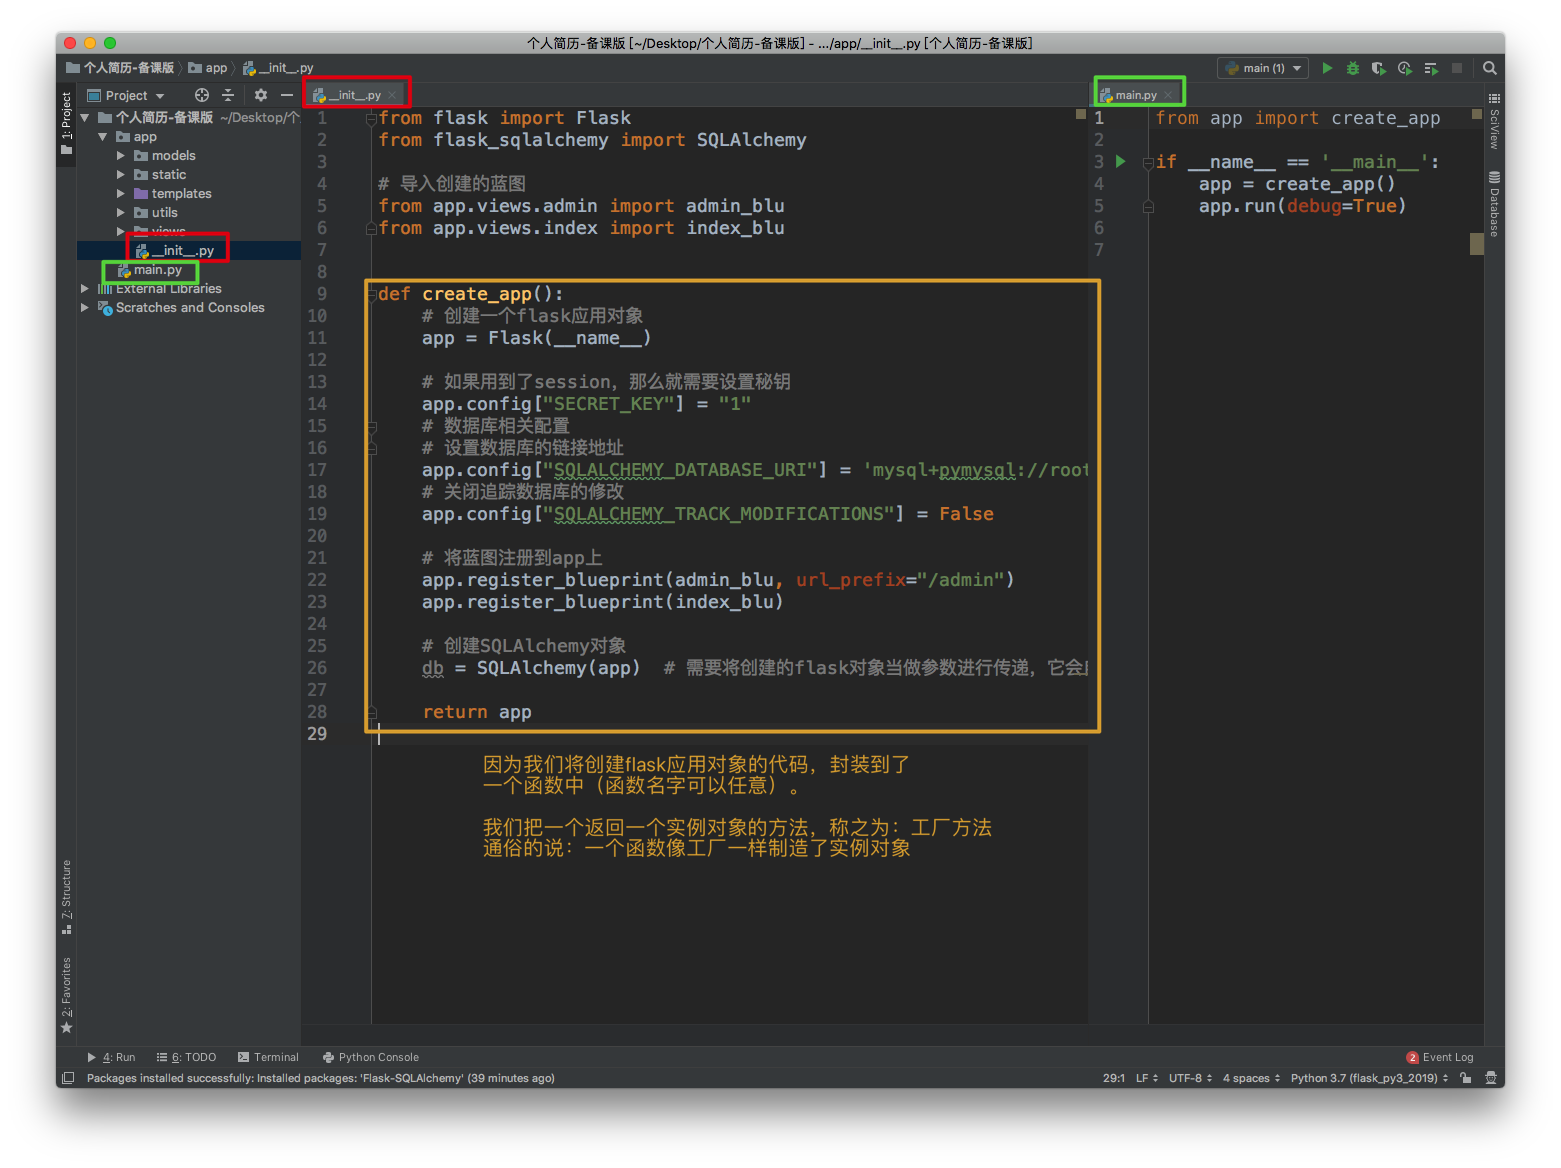 个人简历-备课版 [~/Desktop/个人简历-备课版] - .../app/__init__.py [个人简历-备课版]
个人简历-备课版 app __init__.py
main (1)
1: Project
Project
个人简历-备课版 ~/Desktop/个
app
models
static
templates
utils
views
__init__.py
main.py
External Libraries
Scratches and Consoles
__init__.py
1 from flask import Flask
2 from flask_sqlalchemy import SQLAlchemy
3
4 # 导入创建的蓝图
5 from app.views.admin import admin_blu
6 from app.views.index import index_blu
7
8
9 def create_app():
10 # 创建一个flask应用对象
11 app = Flask(__name__)
12
13 # 如果用到了session，那么就需要设置秘钥
14 app.config["SECRET_KEY"] = "1"
15 # 数据库相关配置
16 # 设置数据库的链接地址
17 app.config["SQLALCHEMY_DATABASE_URI"] = 'mysql+pymysql://root
18 # 关闭追踪数据库的修改
19 app.config["SQLALCHEMY_TRACK_MODIFICATIONS"] = False
20
21 # 将蓝图注册到app上
22 app.register_blueprint(admin_blu, url_prefix="/admin")
23 app.register_blueprint(index_blu)
24
25 # 创建SQLAlchemy对象
26 db = SQLAlchemy(app)  # 需要将创建的flask对象当做参数进行传递，它会
27
28 return app
29
因为我们将创建flask应用对象的代码，封装到了
一个函数中（函数名字可以任意）。
我们把一个返回一个实例对象的方法，称之为：工厂方法
通俗的说：一个函数像工厂一样制造了实例对象
main.py
1 from app import create_app
2
3 if __name__ == '__main__':
4 app = create_app()
5 app.run(debug=True)
6
7
SciView
Database
7: Structure
2: Favorites
4: Run 6: TODO Terminal Python Console
2 Event Log
Packages installed successfully: Installed packages: 'Flask-SQLAlchemy' (39 minutes ago)
29:1 LF UTF-8 4 spaces Python 3.7 (flask_py3_2019)